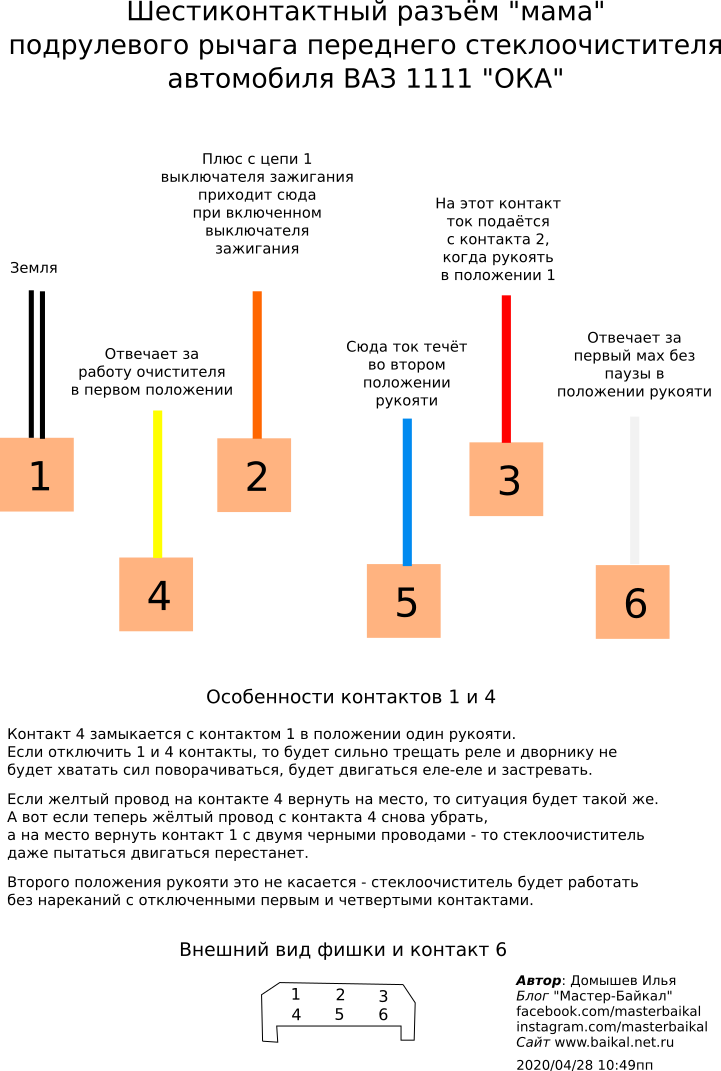 Шестиконтактный разъём "мама"
подрулевого рычага переднего стеклоочистителя
автомобиля ВАЗ 1111 "ОКА"
Плюс с цепи 1
выключателя зажигания
приходит сюда
при включенном
выключателя
зажигания
На этот контакт
ток подаётся
с контакта 2,
когда рукоять
в положении 1
Земля
Отвечает за
работу очистителя
в первом положении
Сюда ток течёт
во втором
положении
рукояти
Отвечает за
первый мах без
паузы в
положении рукояти
1
2
3
4
5
6
Особенности контактов 1 и 4
Контакт 4 замыкается с контактом 1 в положении один рукояти.
Если отключить 1 и 4 контакты, то будет сильно трещать реле и дворнику не
будет хватать сил поворачиваться, будет двигаться еле-еле и застревать.
Если желтый провод на контакте 4 вернуть на место, то ситуация будет такой же.
А вот если теперь жёлтый провод с контакта 4 снова убрать,
а на место вернуть контакт 1 с двумя черными проводами - то стеклоочиститель
даже пытаться двигаться перестанет.
Второго положения рукояти это не касается - стеклоочиститель будет работать
без нареканий с отключенными первым и четвертыми контактами.
Внешний вид фишки и контакт 6
1 2 3
4 5 6
Автор: Домышев Илья
Блог "Мастер-Байкал"
facebook.com/masterbaikal
instagram.com/masterbaikal
Сайт www.baikal.net.ru
2020/04/28 10:49пп